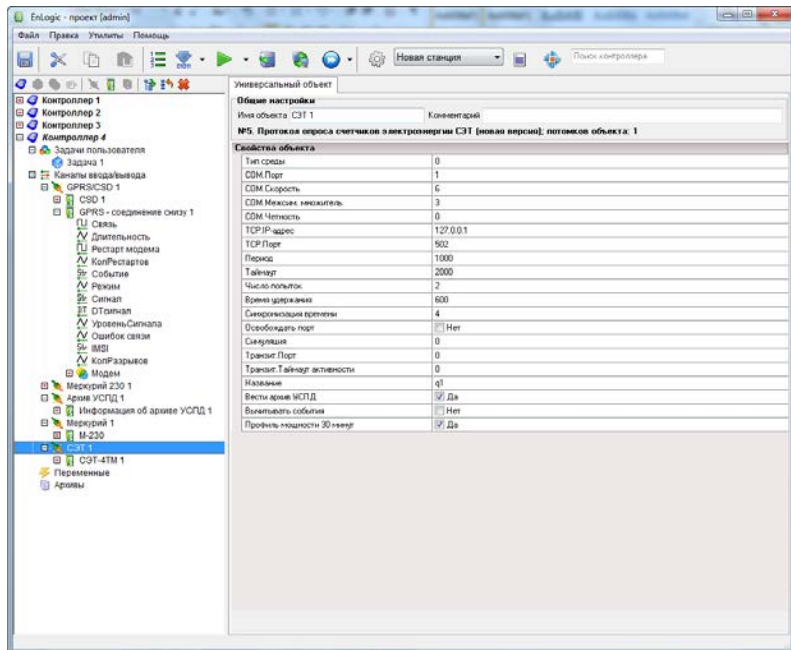 EnLogic - проект [admin]
Файл Правка Утилиты Помощь
Новая станция
Поиск контроллера
Контроллер 1
Контроллер 2
Контроллер 3
Контроллер 4
Задачи пользователя
Задача 1
Каналы ввода/вывода
GPRS/CSD 1
CSD 1
GPRS - соединение снизу 1
Связь
Длительность
Рестарт модема
КолРестартов
Событие
Режим
Сигнал
DTсигнал
УровеньСигнала
Ошибок связи
IMSI
КолРазрывов
Модем
Меркурий 230 1
Архив УСПД 1
Информация об архиве УСПД 1
Меркурий 1
М-230
СЭТ 1
СЭТ-4ТМ 1
Переменные
Архивы
Универсальный объект
Общие настройки
Имя объекта СЭТ 1 Комментарий
№5. Протокол опроса счетчиков электроэнергии СЭТ (новая версия); потомков объекта: 1
Свойства объекта
Тип среды 0
COM.Порт 1
COM.Скорость 6
COM.Межсим. множитель 3
COM.Четность 0
TCP.IP-адрес 127.0.0.1
TCP.Порт 502
Период 1000
Таймаут 2000
Число попыток 2
Время удержания 600
Синхронизация времени 4
Освобождать порт Нет
Симуляция 0
Транзит.Порт 0
Транзит.Таймаут активности 0
Название q1
Вести архив УСПД Да
Вычитывать события Нет
Профиль мощности 30 минут Да